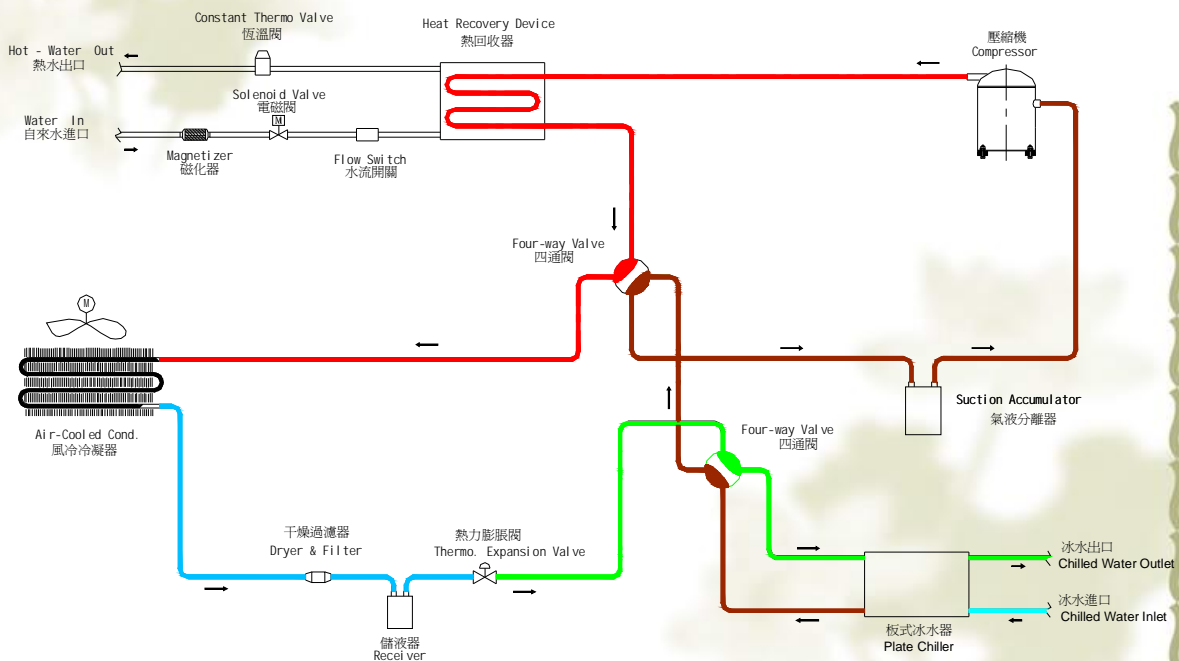 Constant Thermo Valve
恆溫閥
Heat Recovery Device
熱回收器
壓縮機
Compressor
Hot - Water Out
熱水出口
Solenoid Valve
電磁閥
M
Water In
自來水進口
Magnetizer
磁化器
Flow Switch
水流開關
Four-way Valve
四通閥
M
Air-Cooled Cond.
風冷冷凝器
Suction Accumulator
氣液分離器
Four-way Valve
四通閥
干燥過濾器
Dryer & Filter
熱力膨脹閥
Thermo. Expansion Valve
儲液器
Receiver
冰水出口
Chilled Water Outlet
冰水進口
Chilled Water Inlet
板式冰水器
Plate Chiller